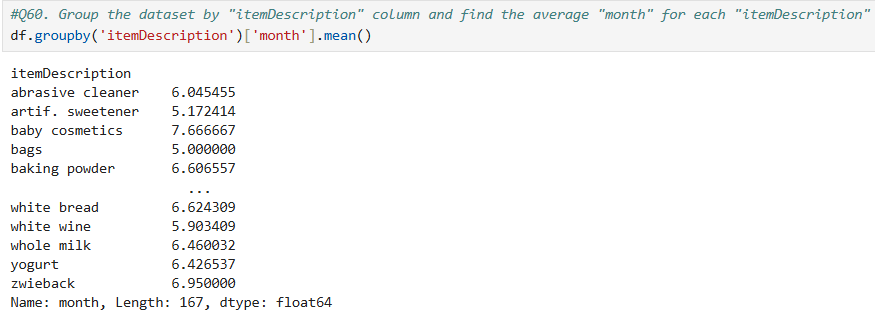 #Q60. Group the dataset by "itemDescription" column and find the average "month" for each "itemDescription"
df.groupby('itemDescription')['month'].mean()
itemDescription
abrasive cleaner    6.045455
artif. sweetener    5.172414
baby cosmetics      7.666667
bags                5.000000
baking powder       6.606557
...
white bread         6.624309
white wine          5.903409
whole milk          6.460032
yogurt              6.426537
zwieback            6.950000
Name: month, Length: 167, dtype: float64